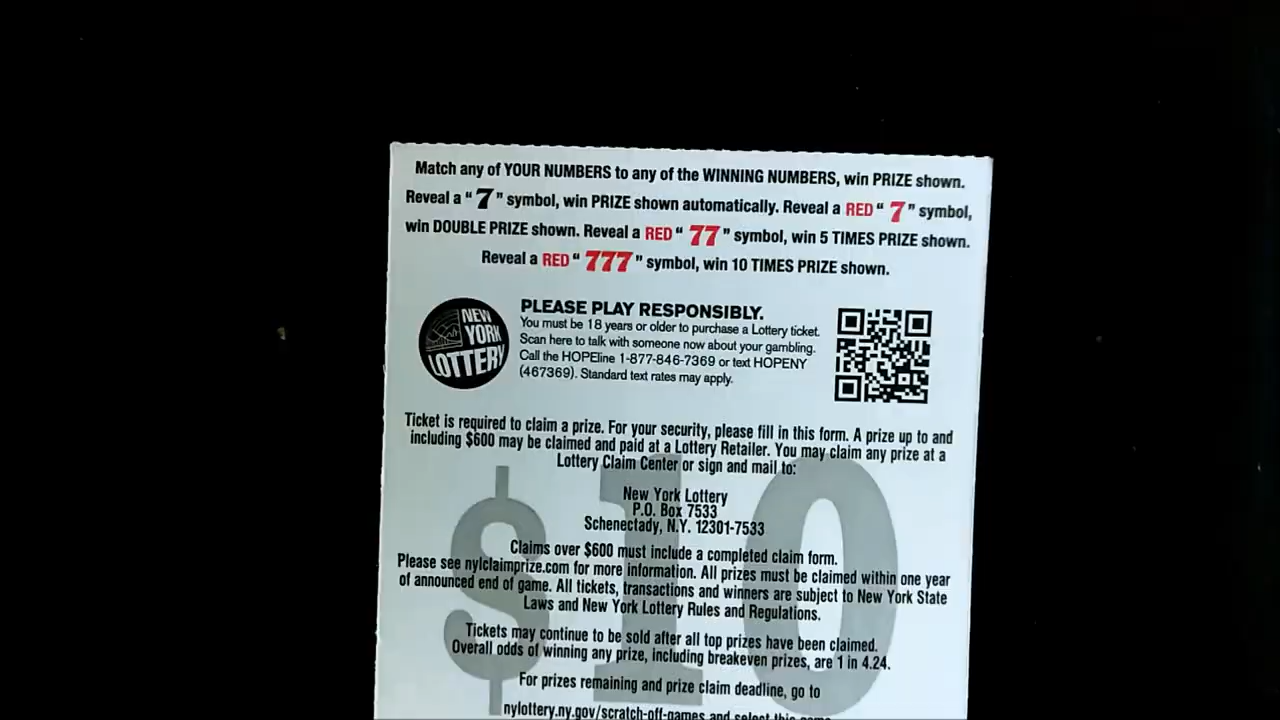 Match any of YOUR NUMBERS to any of the WINNING NUMBERS, win PRIZE shown.
Reveal a "7" symbol, win PRIZE shown automatically. Reveal a RED "7" symbol,
win DOUBLE PRIZE shown. Reveal a RED "77" symbol, win 5 TIMES PRIZE shown.
Reveal a RED "777" symbol, win 10 TIMES PRIZE shown.
NEW
YORK
LOTTERY
PLEASE PLAY RESPONSIBLY.
You must be 18 years or older to purchase a Lottery ticket.
Scan here to talk with someone now about your gambling.
Call the HOPEline 1-877-846-7369 or text HOPENY
(467369). Standard text rates may apply.
Ticket is required to claim a prize. For your security, please fill in this form. A prize up to and
including $600 may be claimed and paid at a Lottery Retailer. You may claim any prize at a
Lottery Claim Center or sign and mail to:
New York Lottery
P.O. Box 7533
Schenectady, N.Y. 12301-7533
$10
Claims over $600 must include a completed claim form.
Please see nylclaimprize.com for more information. All prizes must be claimed within one year
of announced end of game. All tickets, transactions and winners are subject to New York State
Laws and New York Lottery Rules and Regulations.
Tickets may continue to be sold after all top prizes have been claimed.
Overall odds of winning any prize, including breakeven prizes, are 1 in 4.24.
For prizes remaining and prize claim deadline, go to
nylottery.ny.gov/scratch-off-games and select this game